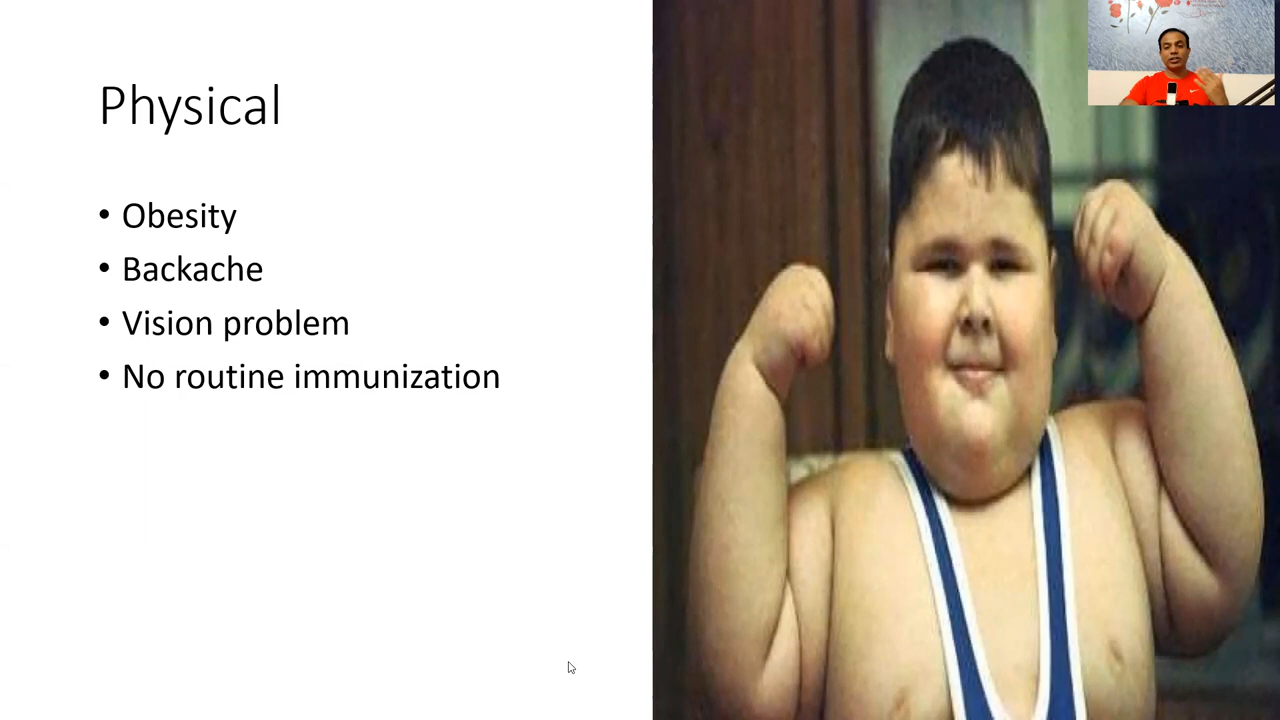 Physical
• Obesity
• Backache
• Vision problem
• No routine immunization